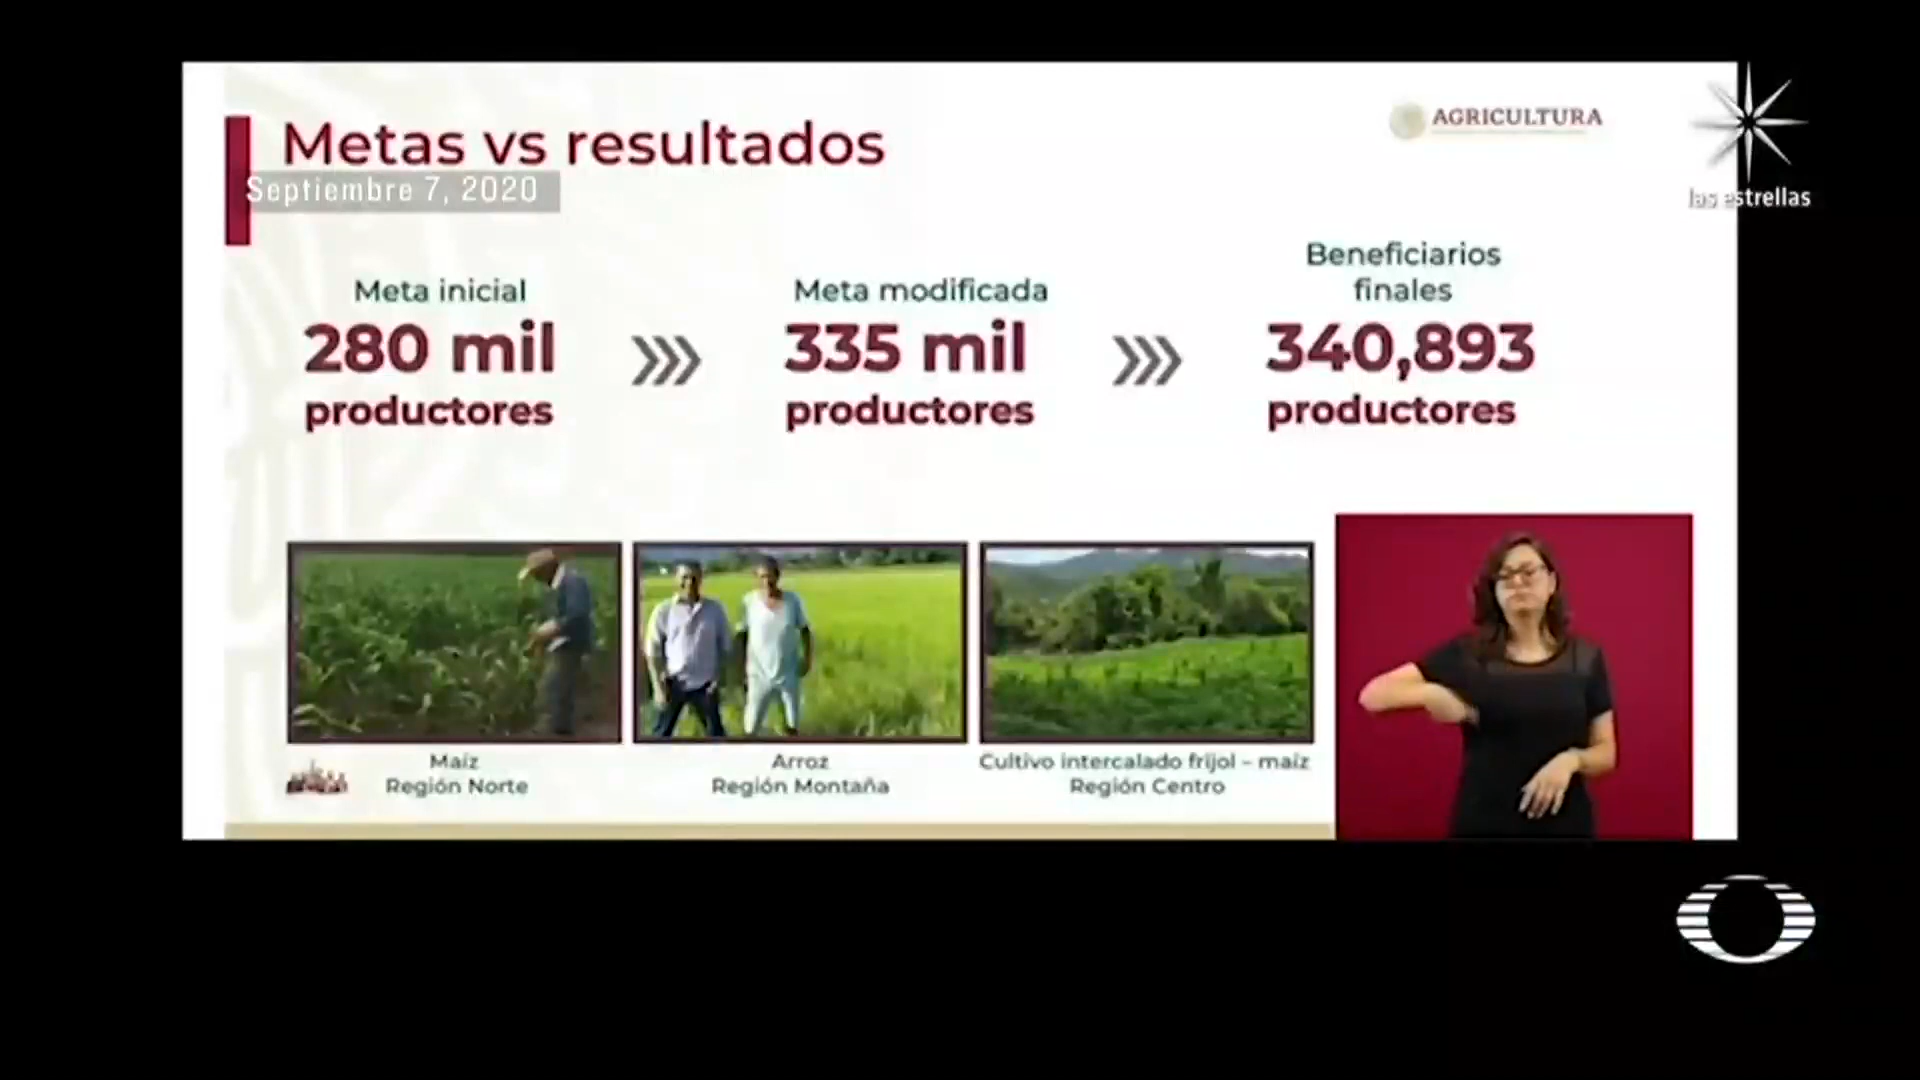 Metas vs resultados
Septiembre 7, 2020
AGRICULTURA
las estrellas
Meta inicial
280 mil
productores
Meta modificada
335 mil
productores
Beneficiarios
finales
340,893
productores
Maíz
Región Norte
Arroz
Región Montaña
Cultivo intercalado frijol – maíz
Región Centro